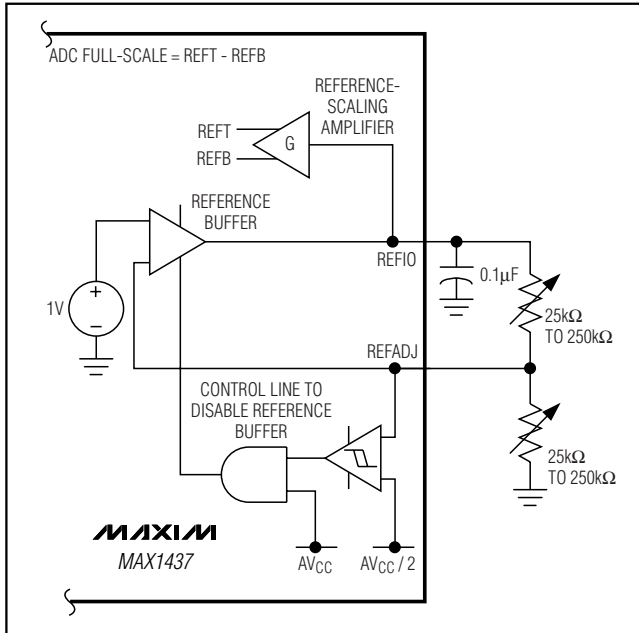 ADC FULL-SCALE = REFT - REFB
REFERENCE-
SCALING
AMPLIFIER
REFT
REFB
G
REFERENCE
BUFFER
REFIO
0.1µF
1V
+
−
25kΩ
TO 250kΩ
REFADJ
CONTROL LINE TO
DISABLE REFERENCE
BUFFER
25kΩ
TO 250kΩ
MAXIM
MAX1437
AVCC
AVCC / 2